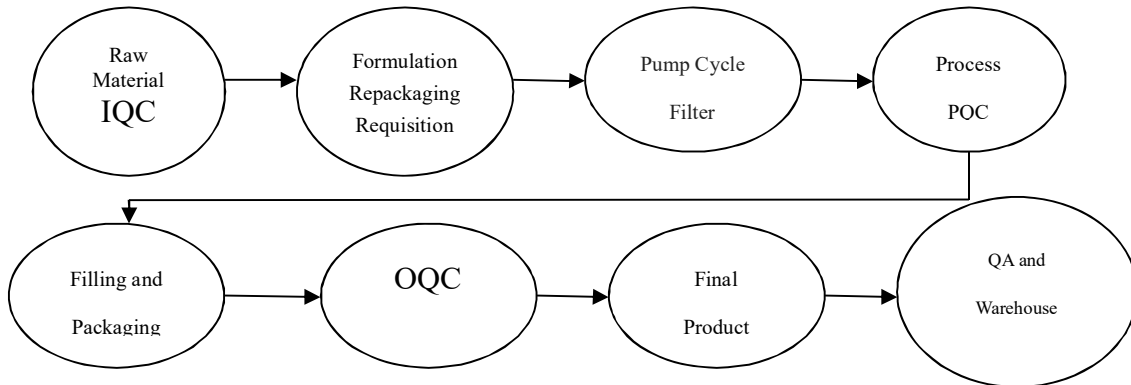 Raw
Material
IQC
Formulation
Repackaging
Requisition
Pump Cycle
Filter
Process
PQC
Filling and
Packaging
OQC
Final
Product
QA and
Warehouse